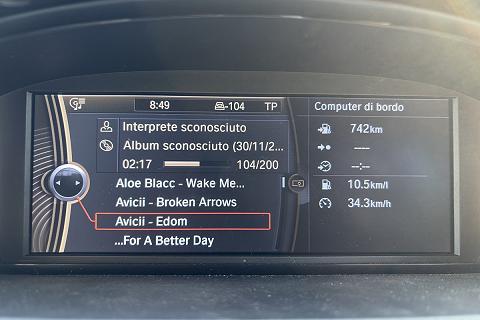 8:49 -104 TP
Interprete sconosciuto
Album sconosciuto (30/11/2...
02:17 104/200
Aloe Blacc - Wake Me...
Avicii - Broken Arrows
Avicii - Edom
...For A Better Day
Computer di bordo
742km
----
--:--
10.5km/l
34.3km/h